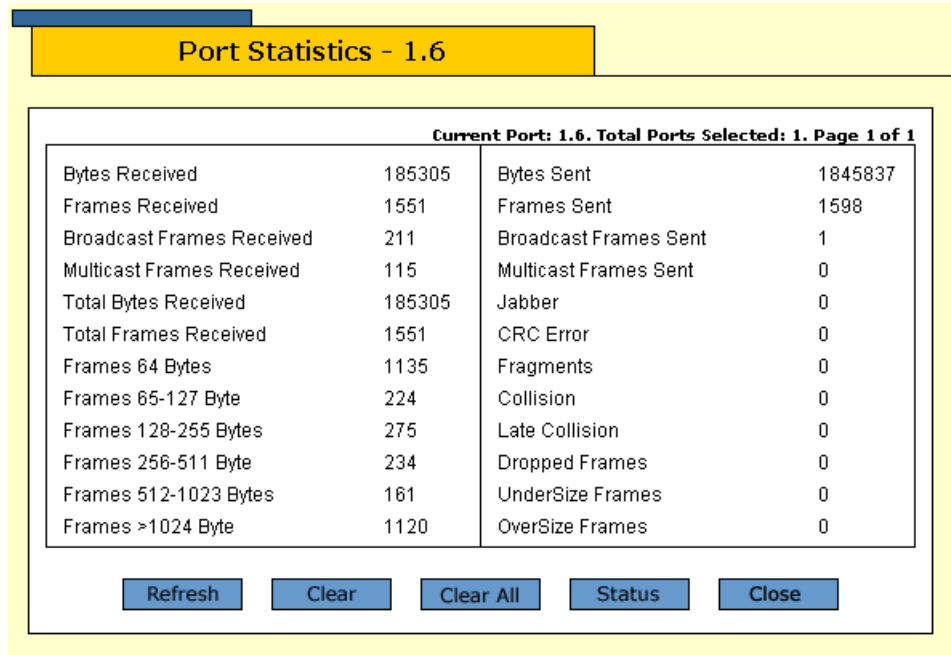 Port Statistics - 1.6
Current Port: 1.6. Total Ports Selected: 1. Page 1 of 1
Bytes Received 185305 Bytes Sent 1845837
Frames Received 1551 Frames Sent 1598
Broadcast Frames Received 211 Broadcast Frames Sent 1
Multicast Frames Received 115 Multicast Frames Sent 0
Total Bytes Received 185305 Jabber 0
Total Frames Received 1551 CRC Error 0
Frames 64 Bytes 1135 Fragments 0
Frames 65-127 Byte 224 Collision 0
Frames 128-255 Bytes 275 Late Collision 0
Frames 256-511 Byte 234 Dropped Frames 0
Frames 512-1023 Bytes 161 UnderSize Frames 0
Frames >1024 Byte 1120 OverSize Frames 0
Refresh Clear Clear All Status Close